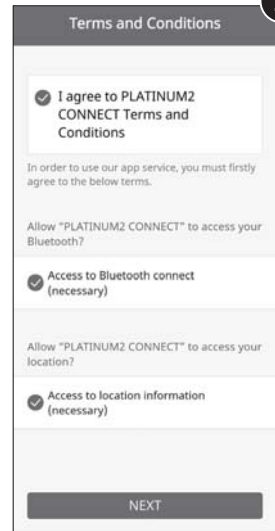 Terms and Conditions
I agree to PLATINUM2
CONNECT Terms and
Conditions
In order to use our app service, you must firstly
agree to the below terms.
Allow "PLATINUM2 CONNECT" to access your
Bluetooth?
Access to Bluetooth connect
(necessary)
Allow "PLATINUM2 CONNECT" to access your
location?
Access to location information
(necessary)
NEXT